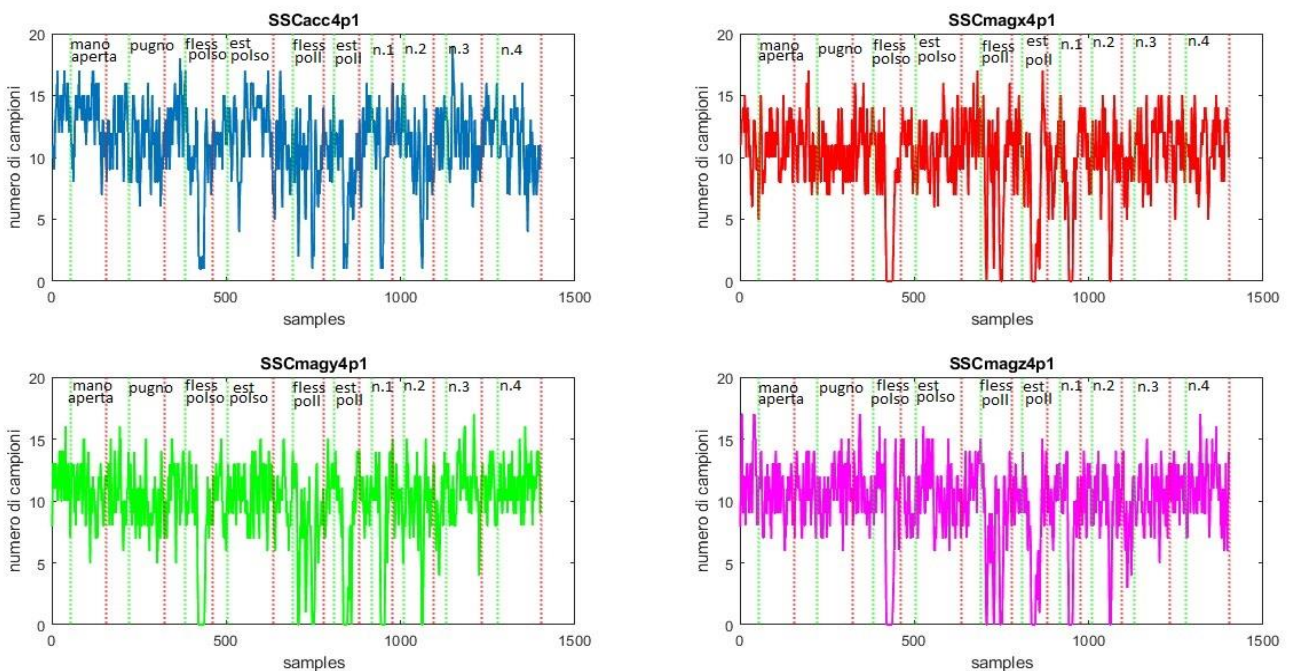 SSCacc4p1
20
15
10
5
0
numero di campioni
mano
aperta
pugno
fless
polso
est
polso
fless
poll
est
poll
n.1
n.2
n.3
n.4
0
500
1000
1500
samples
SSCmagx4p1
20
15
10
5
0
numero di campioni
mano
aperta
pugno
fless
polso
est
polso
fless
poll
est
poll
n.1
n.2
n.3
n.4
0
500
1000
1500
samples
SSCmagy4p1
20
15
10
5
0
numero di campioni
mano
aperta
pugno
fless
polso
est
polso
fless
poll
est
poll
n.1
n.2
n.3
n.4
0
500
1000
1500
samples
SSCmagz4p1
20
15
10
5
0
numero di campioni
mano
aperta
pugno
fless
polso
est
polso
fless
poll
est
poll
n.1
n.2
n.3
n.4
0
500
1000
1500
samples